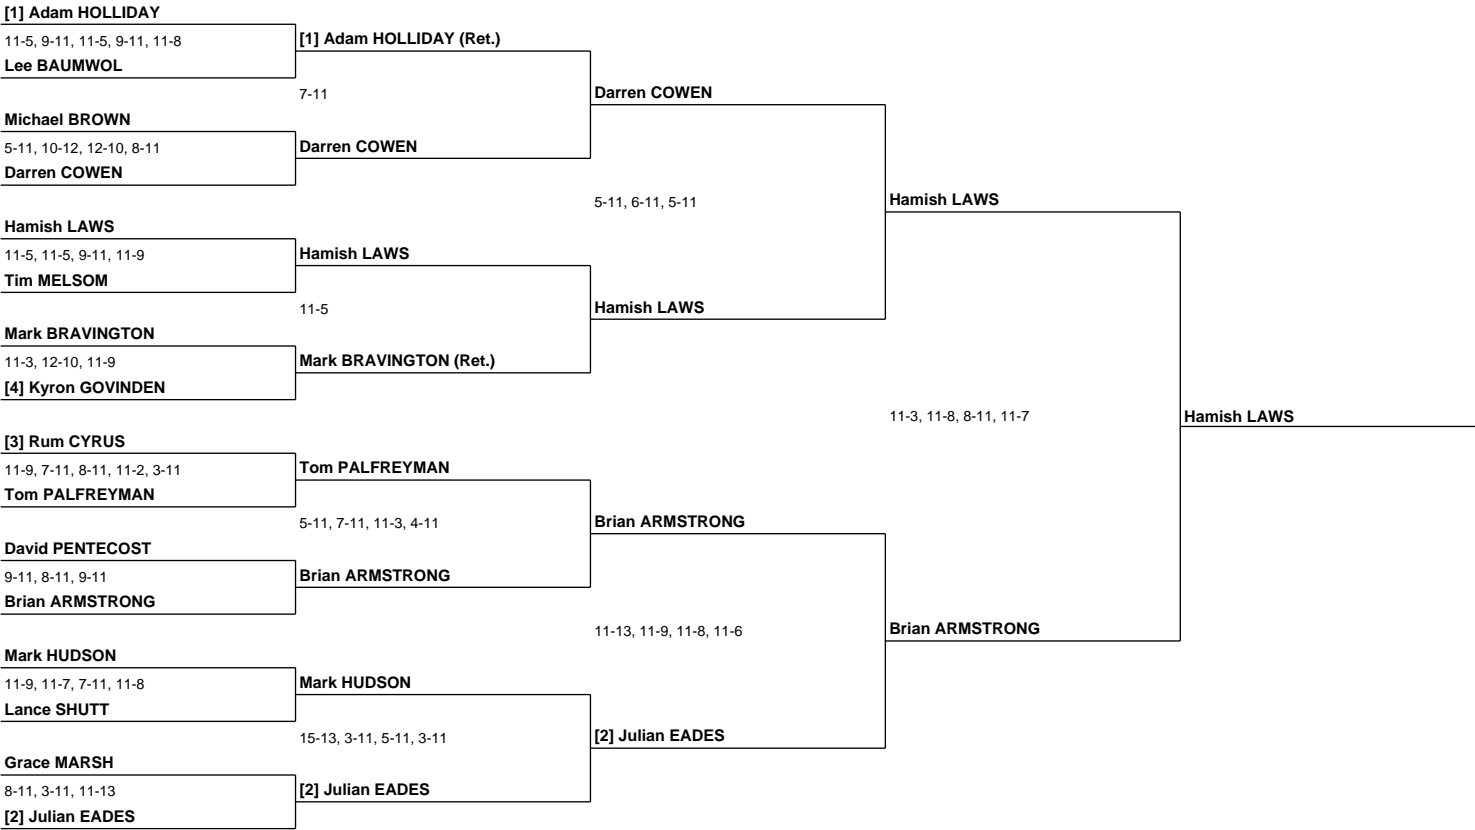 [1] Adam HOLLIDAY
11-5, 9-11, 11-5, 9-11, 11-8
Lee BAUMWOL
Michael BROWN
5-11, 10-12, 12-10, 8-11
Darren COWEN
Hamish LAWS
11-5, 11-5, 9-11, 11-9
Tim MELSOM
Mark BRAVINGTON
11-3, 12-10, 11-9
[4] Kyron GOVINDEN
[3] Rum CYRUS
11-9, 7-11, 8-11, 11-2, 3-11
Tom PALFREYMAN
David PENTECOST
9-11, 8-11, 9-11
Brian ARMSTRONG
Mark HUDSON
11-9, 11-7, 7-11, 11-8
Lance SHUTT
Grace MARSH
8-11, 3-11, 11-13
[2] Julian EADES
[1] Adam HOLLIDAY (Ret.)
7-11
Darren COWEN
Hamish LAWS
11-5
Mark BRAVINGTON (Ret.)
Tom PALFREYMAN
5-11, 7-11, 11-3, 4-11
Brian ARMSTRONG
Mark HUDSON
15-13, 3-11, 5-11, 3-11
[2] Julian EADES
Darren COWEN
5-11, 6-11, 5-11
Hamish LAWS
Brian ARMSTRONG
11-13, 11-9, 11-8, 11-6
[2] Julian EADES
Hamish LAWS
11-3, 11-8, 8-11, 11-7
Brian ARMSTRONG
Hamish LAWS